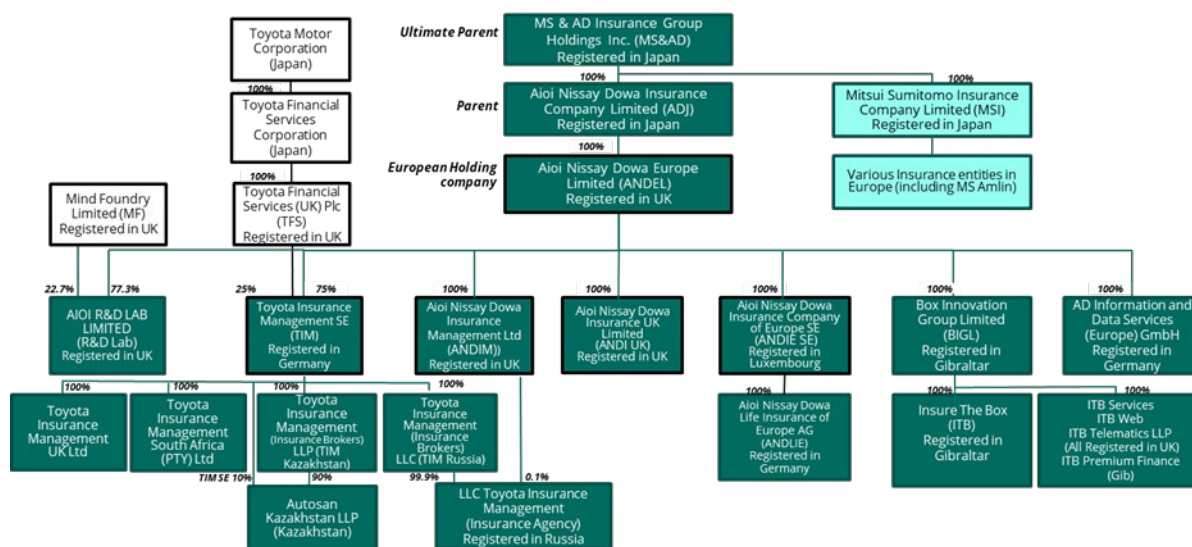 Toyota Motor
Corporation
(Japan)
Ultimate Parent
MS & AD Insurance Group
Holdings Inc. (MS&AD)
Registered in Japan
100%
100%
100%
Toyota Financial
Services
Corporation
(Japan)
Parent
Aioi Nissay Dowa Insurance
Company Limited (ADJ)
Registered in Japan
Mitsui Sumitomo Insurance
Company Limited (MSI)
Registered in Japan
100%
100%
European Holding
company
Aioi Nissay Dowa Europe
Limited (ANDEL)
Registered in UK
Various Insurance entities in
Europe (including MS Amlin)
Mind Foundry
Limited (MF)
Registered in UK
Toyota Financial
Services (UK) Plc
(TFS)
Registered in UK
22.7%
77.3%
25%
75%
100%
100%
100%
100%
100%
AIOI R&D LAB
LIMITED
(R&D Lab)
Registered in UK
Toyota Insurance
Management SE
(TIM)
Registered in
Germany
Aioi Nissay Dowa
Insurance
Management Ltd
(ANDIM))
Registered in UK
Aioi Nissay Dowa
Insurance UK
Limited
(ANDI UK)
Registered in UK
Aioi Nissay Dowa
Insurance Company
of Europe SE
(ANDIE SE)
Registered in
Luxembourg
Box Innovation
Group Limited
(BIGL)
Registered in
Gibraltar
AD Information and
Data Services
(Europe) GmbH
Registered in
Germany
100%
100%
100%
100%
100%
100%
100%
Toyota
Insurance
Management
UK Ltd
Toyota
Insurance
Management
South Africa
(PTY) Ltd
Toyota
Insurance
Management
(Insurance Brokers)
LLP (TIM
Kazakhstan)
Toyota
Insurance
Management
(Insurance
Brokers)
LLC (TIM Russia)
Aioi Nissay Dowa
Life Insurance of
Europe AG
(ANDLIE)
Registered in
Germany
Insure The Box
(ITB)
Registered in
Gibraltar
ITB Services
ITB Web
ITB Telematics LLP
(All Registered in UK)
ITB Premium Finance
(Gib)
TIM SE 10%
90%
99.9%
0.1%
Autosan
Kazakhstan LLP
(Kazakhstan)
LLC Toyota Insurance
Management
(Insurance Agency)
Registered in Russia